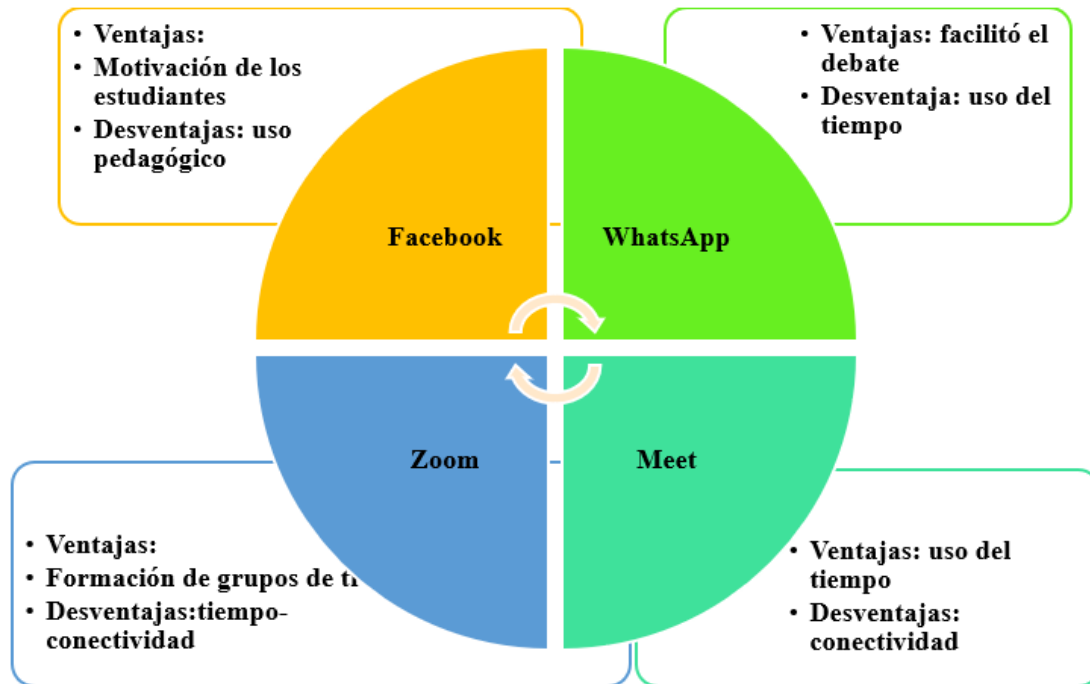 • Ventajas:
• Motivación de los
estudiantes
• Desventajas: uso
pedagógico
• Ventajas: facilitó el
debate
• Desventaja: uso del
tiempo
Facebook
WhatsApp
Zoom
Meet
• Ventajas:
• Formación de grupos de
• Desventajas:tiempo-
conectividad
• Ventajas: uso del
tiempo
• Desventajas:
conectividad